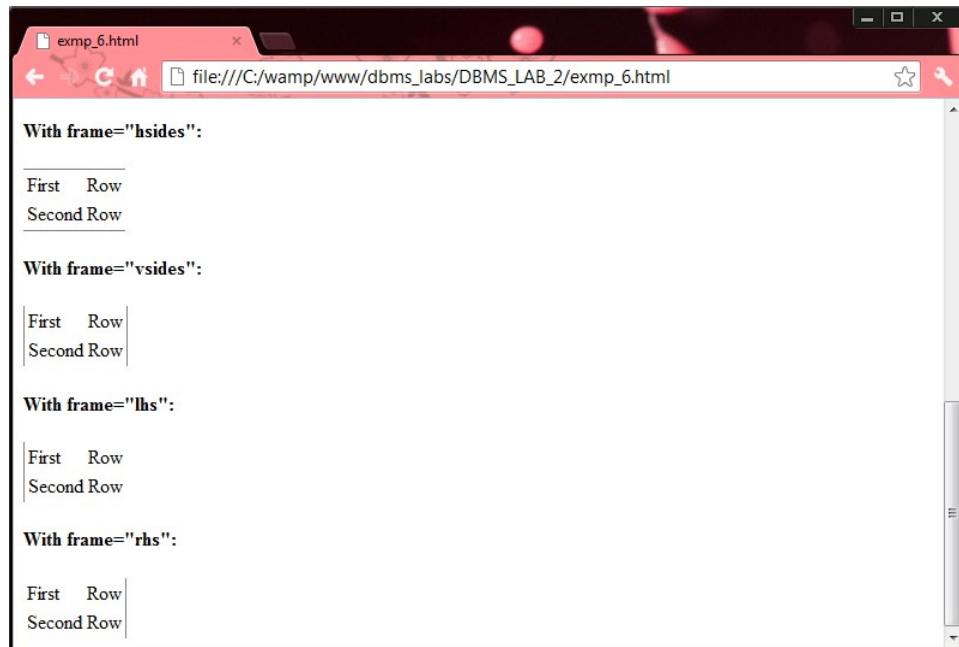 exmp_6.html
file:///C:/wamp/www/dbms_labs/DBMS_LAB_2/exmp_6.html
With frame="hsides":
First Row
Second Row
With frame="vsides":
First Row
Second Row
With frame="lhs":
First Row
Second Row
With frame="rhs":
First Row
Second Row